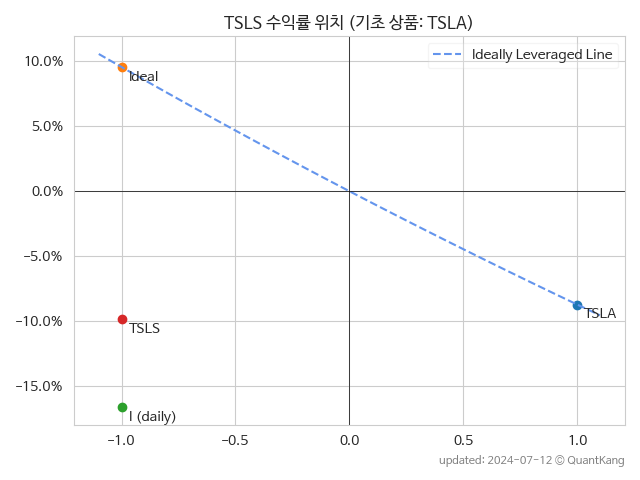 TSLS 수익률 위치 (기초 상품: TSLA)
Ideally Leveraged Line
10.0%
5.0%
0.0%
−5.0%
−10.0%
−15.0%
Ideal
TSLS
I (daily)
TSLA
−1.0 −0.5 0.0 0.5 1.0
updated: 2024-07-12 © QuantKang